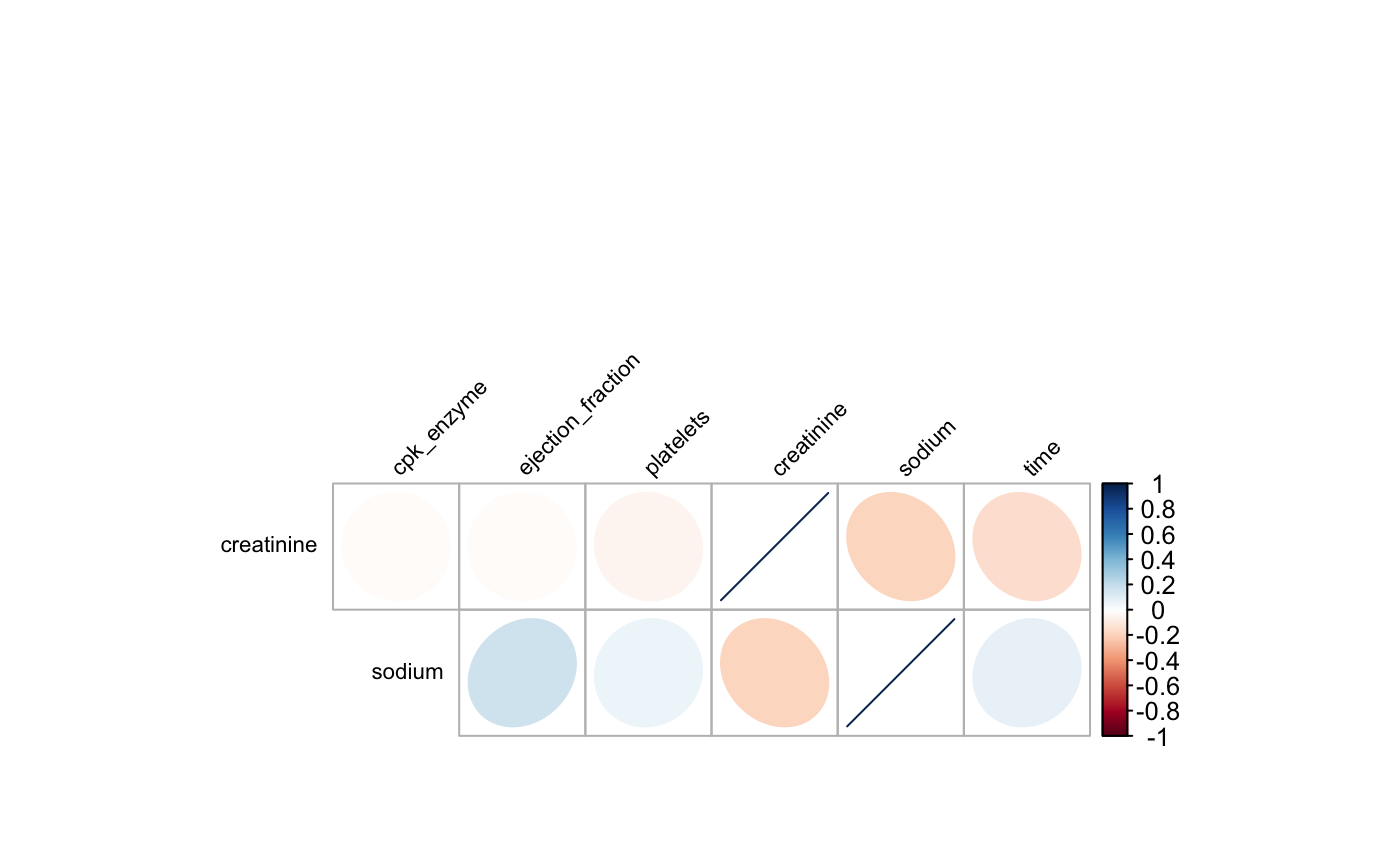 cpk_enzyme
ejection_fraction
platelets
creatinine
sodium
time
creatinine
sodium
1
0.8
0.6
0.4
0.2
0
-0.2
-0.4
-0.6
-0.8
-1